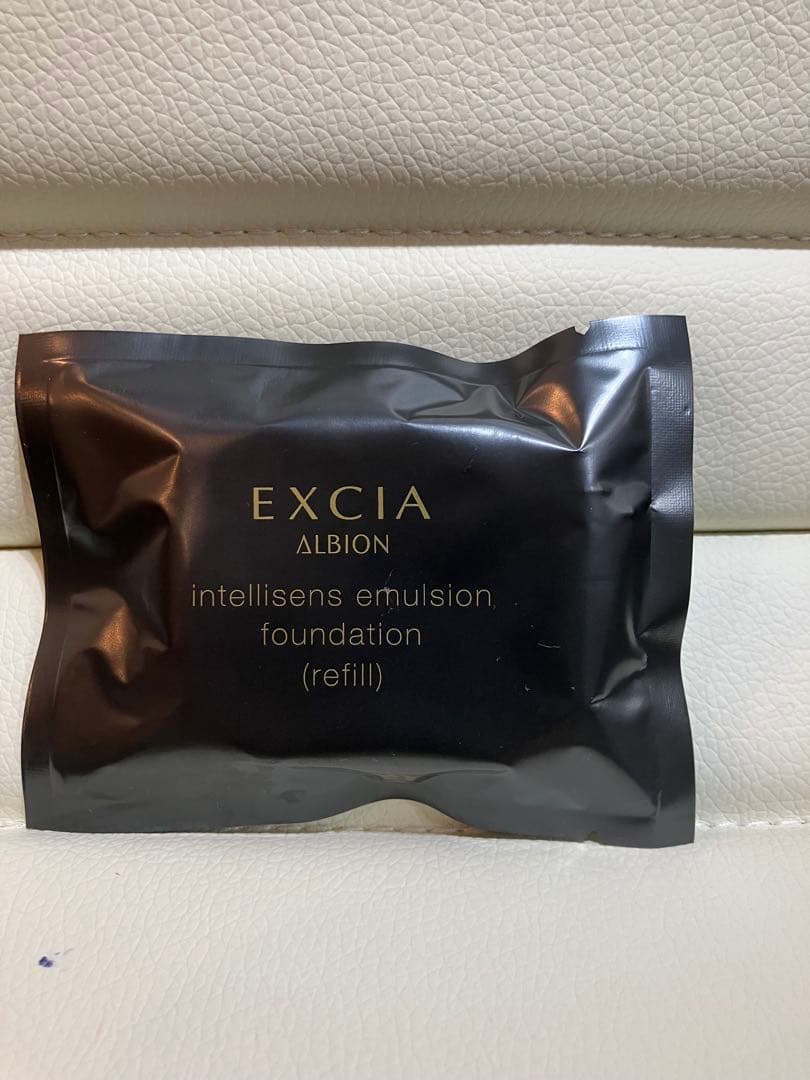 EXCIA
ALBION
intellisens emulsion
foundation
(refill)